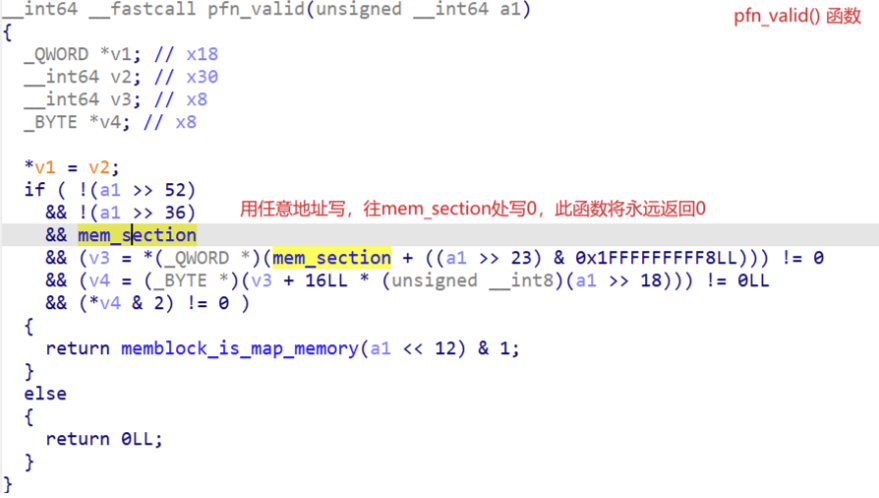 __int64 __fastcall pfn_valid(unsigned __int64 a1)
pfn_valid() 函数
{
_QWORD *v1; // x18
__int64 v2; // x30
__int64 v3; // x8
_BYTE *v4; // x8
*v1 = v2;
if ( !(a1 >> 52)
&& !(a1 >> 36)
用任意地址写，往mem_section处写0，此函数将永远返回0
&& mem_section
&& (v3 = *(_QWORD *)(mem_section + ((a1 >> 23) & 0x1FFFFFFFFF8LL))) != 0
&& (v4 = (_BYTE *)(v3 + 16LL * (unsigned __int8)(a1 >> 18))) != 0LL
&& (*v4 & 2) != 0 )
{
return memblock_is_map_memory(a1 << 12) & 1;
}
else
{
return 0LL;
}
}